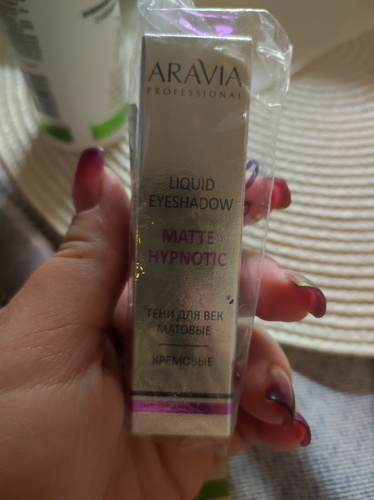 ARAVIA
PROFESSIONAL
LIQUID
EYESHADOW
MATTE
HYPNOTIC
ТЕНИ ДЛЯ ВЕК
МАТОВЫЕ
КРЕМОВЫЕ